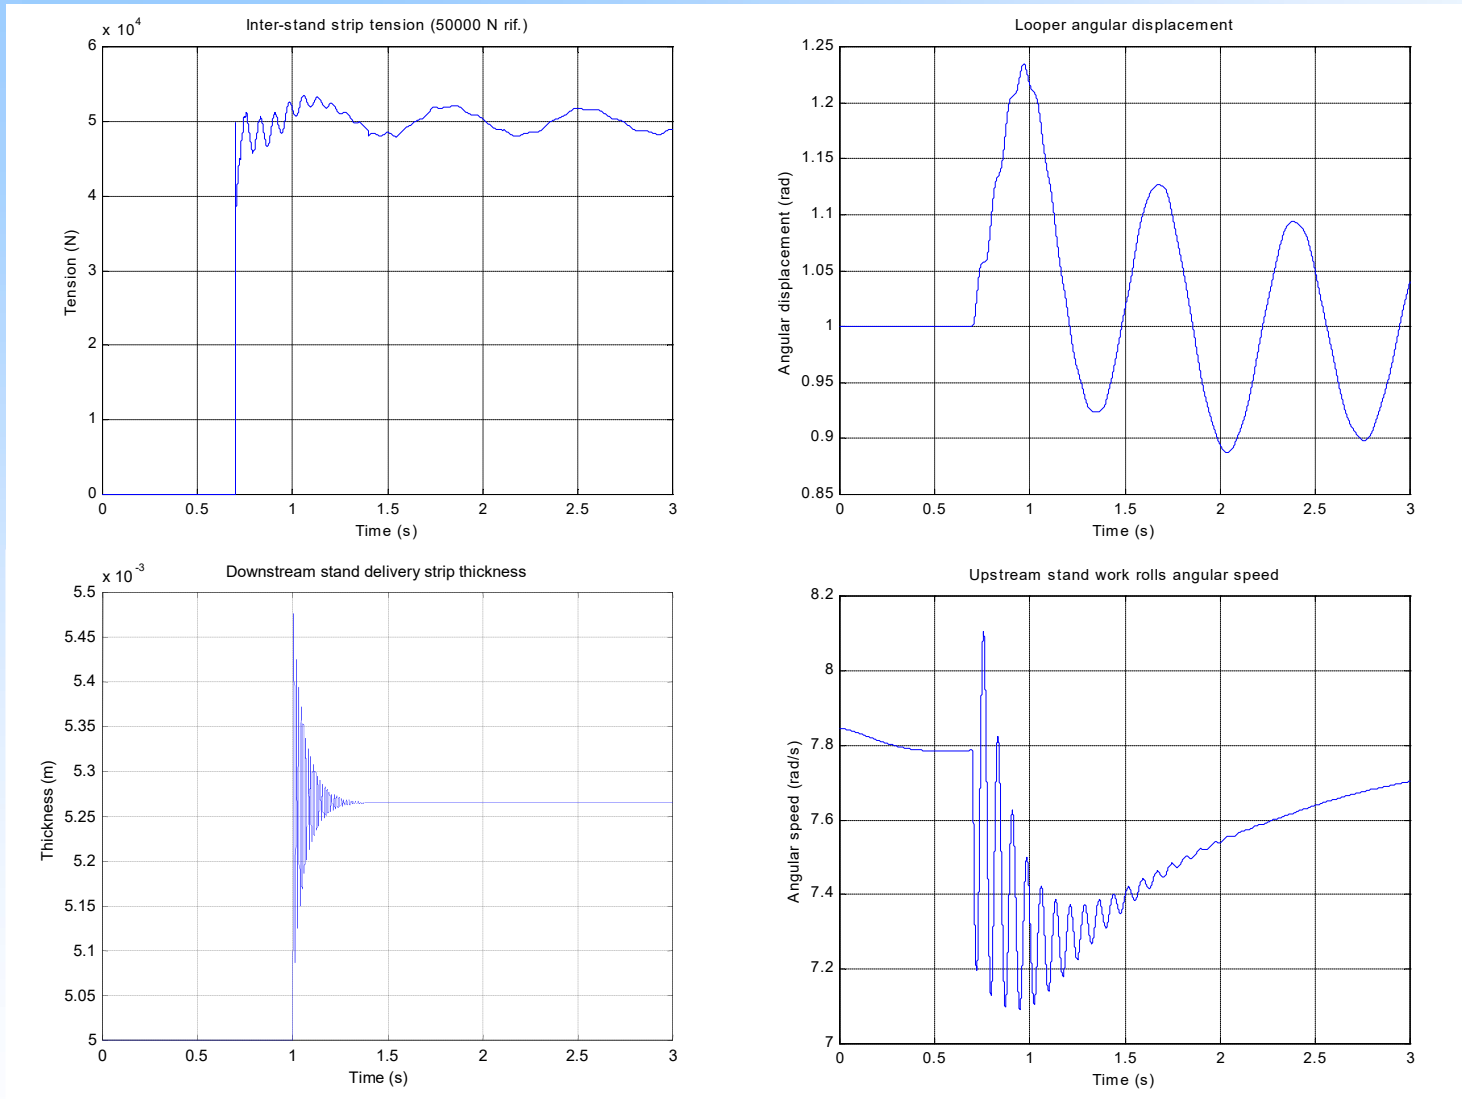 Inter-stand strip tension (50000 N rif.)
x 10^4
6
5
4
3
2
1
0
Tension (N)
0 0.5 1 1.5 2 2.5 3
Time (s)
Looper angular displacement
1.25
1.2
1.15
1.1
1.05
1
0.95
0.9
0.85
Angular displacement (rad)
0 0.5 1 1.5 2 2.5 3
Time (s)
Downstream stand delivery strip thickness
x 10^-3
5.5
5.45
5.4
5.35
5.3
5.25
5.2
5.15
5.1
5.05
5
Thickness (m)
0 0.5 1 1.5 2 2.5 3
Time (s)
Upstream stand work rolls angular speed
8.2
8
7.8
7.6
7.4
7.2
7
Angular speed (rad/s)
0 0.5 1 1.5 2 2.5 3
Time (s)